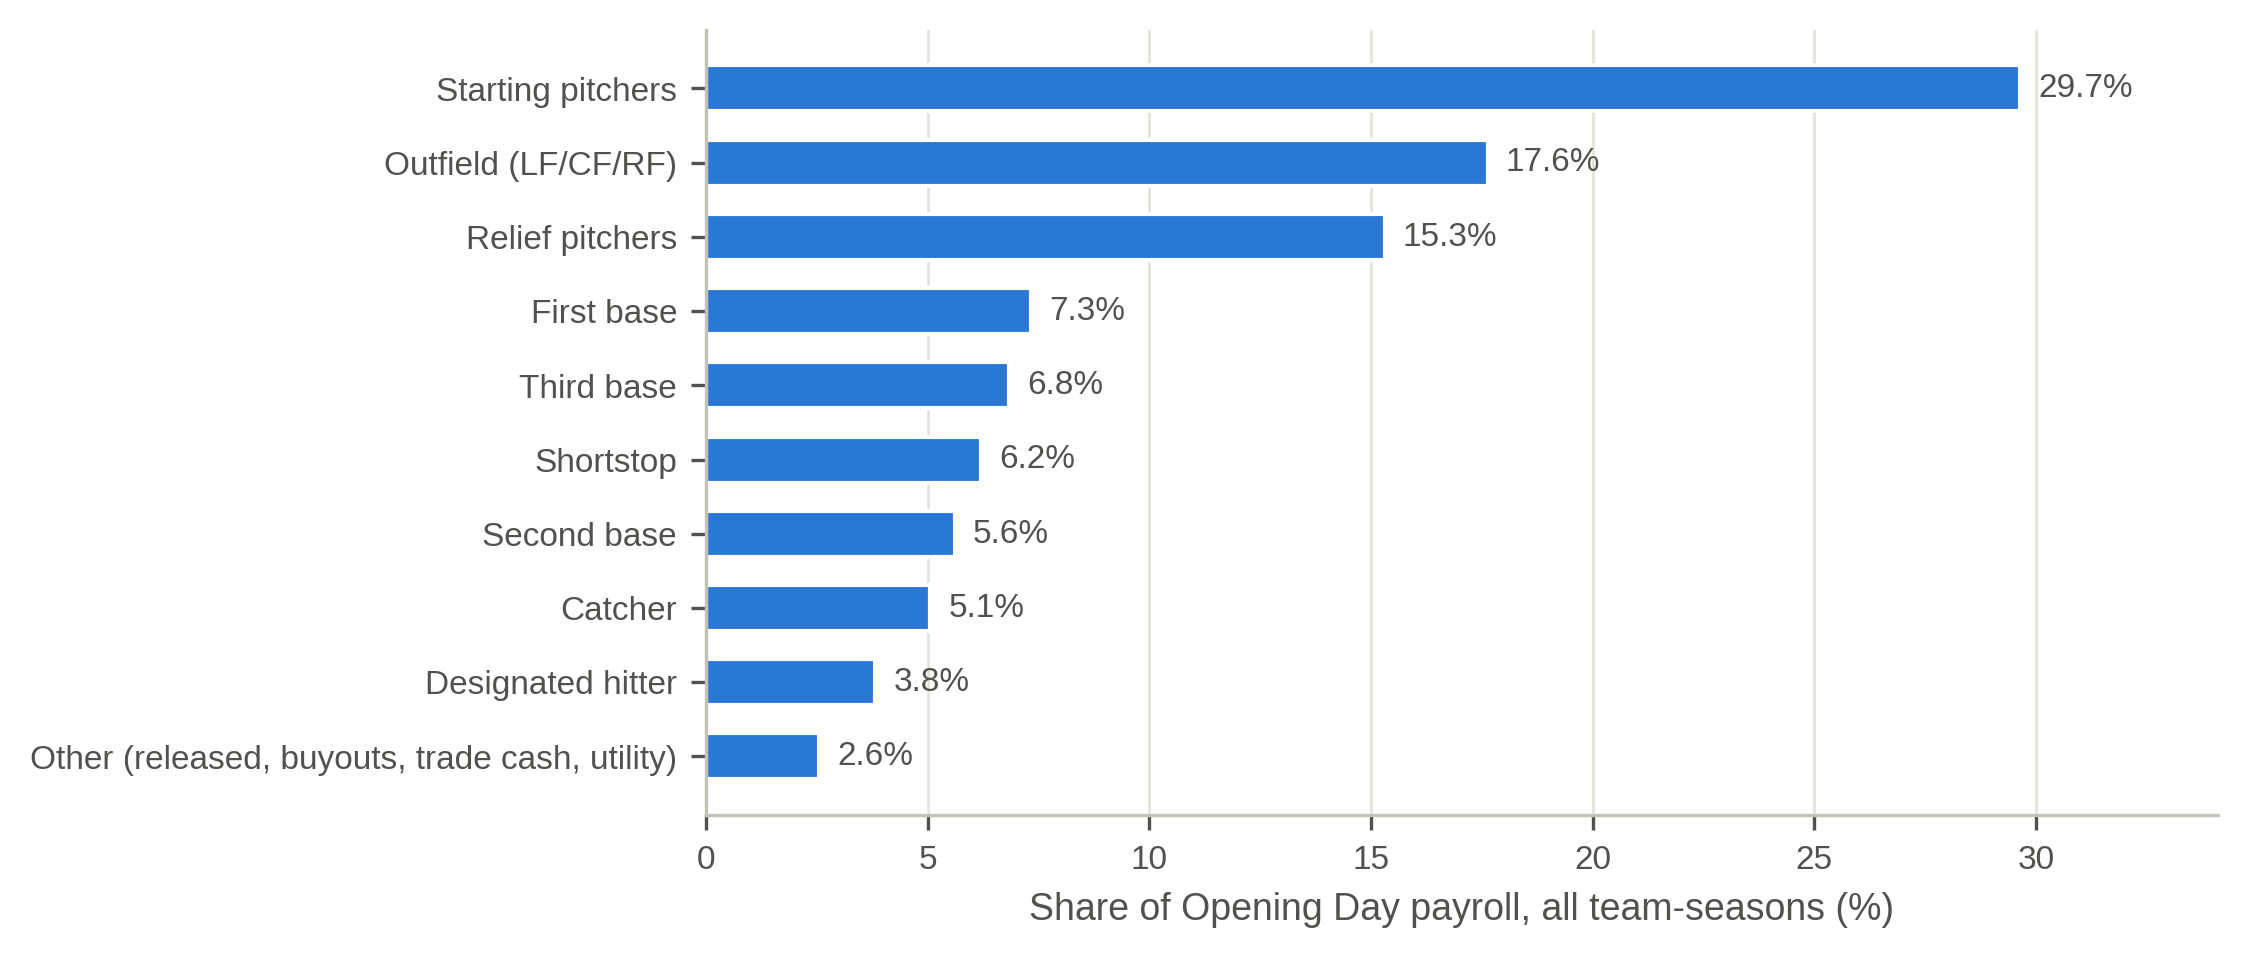 Starting pitchers 29.7%
Outfield (LF/CF/RF) 17.6%
Relief pitchers 15.3%
First base 7.3%
Third base 6.8%
Shortstop 6.2%
Second base 5.6%
Catcher 5.1%
Designated hitter 3.8%
Other (released, buyouts, trade cash, utility) 2.6%
0 5 10 15 20 25 30
Share of Opening Day payroll, all team-seasons (%)